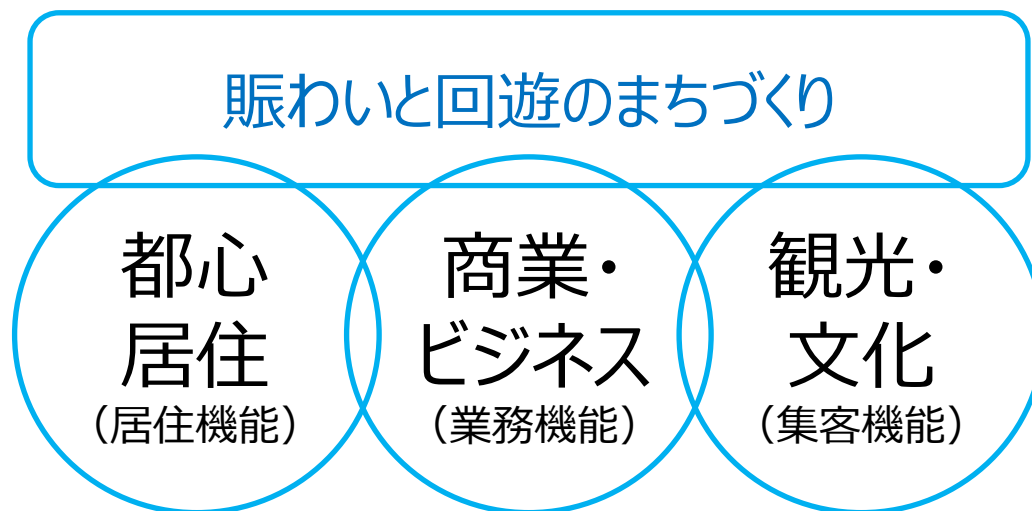 賑わいと回遊のまちづくり
都心
居住
（居住機能）
商業・
ビジネス
（業務機能）
観光・
文化
（集客機能）